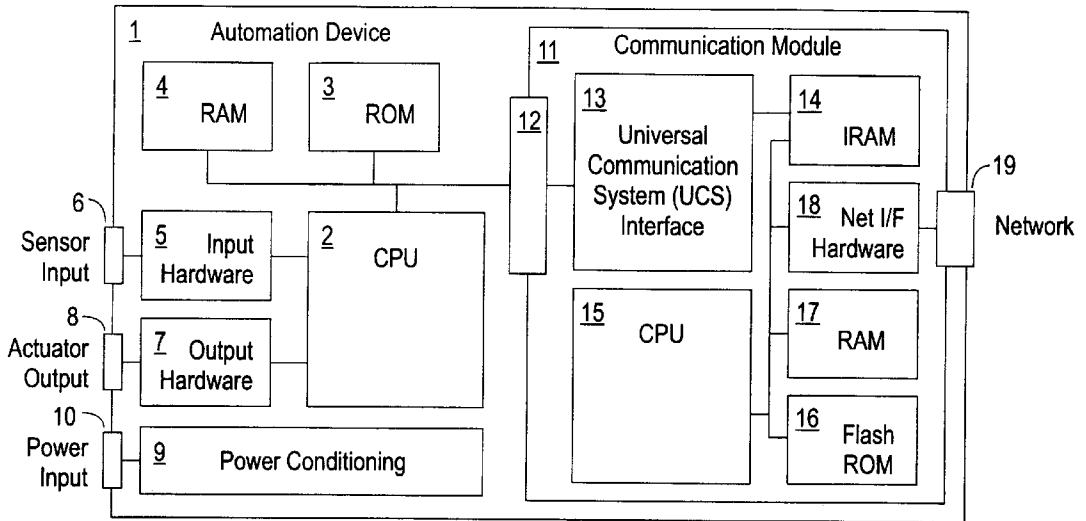 1 Automation Device
4 RAM
3 ROM
6
Sensor
Input
5 Input
Hardware
2 CPU
8
Actuator
Output
7 Output
Hardware
10
Power
Input
9 Power Conditioning
11 Communication Module
12
13
Universal
Communication
System (UCS)
Interface
14
IRAM
18 Net I/F
Hardware
19
Network
15
CPU
17
RAM
16 Flash
ROM